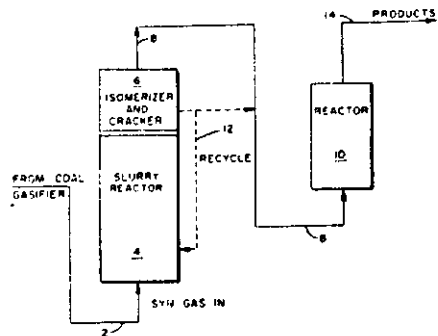 14
PRODUCTS
8
6
ISOMERIZER
AND
CRACKER
12
RECYCLE
REACTOR
10
FROM COAL
GASIFIER
SLURRY
REACTOR
4
8
SYN GAS IN
2